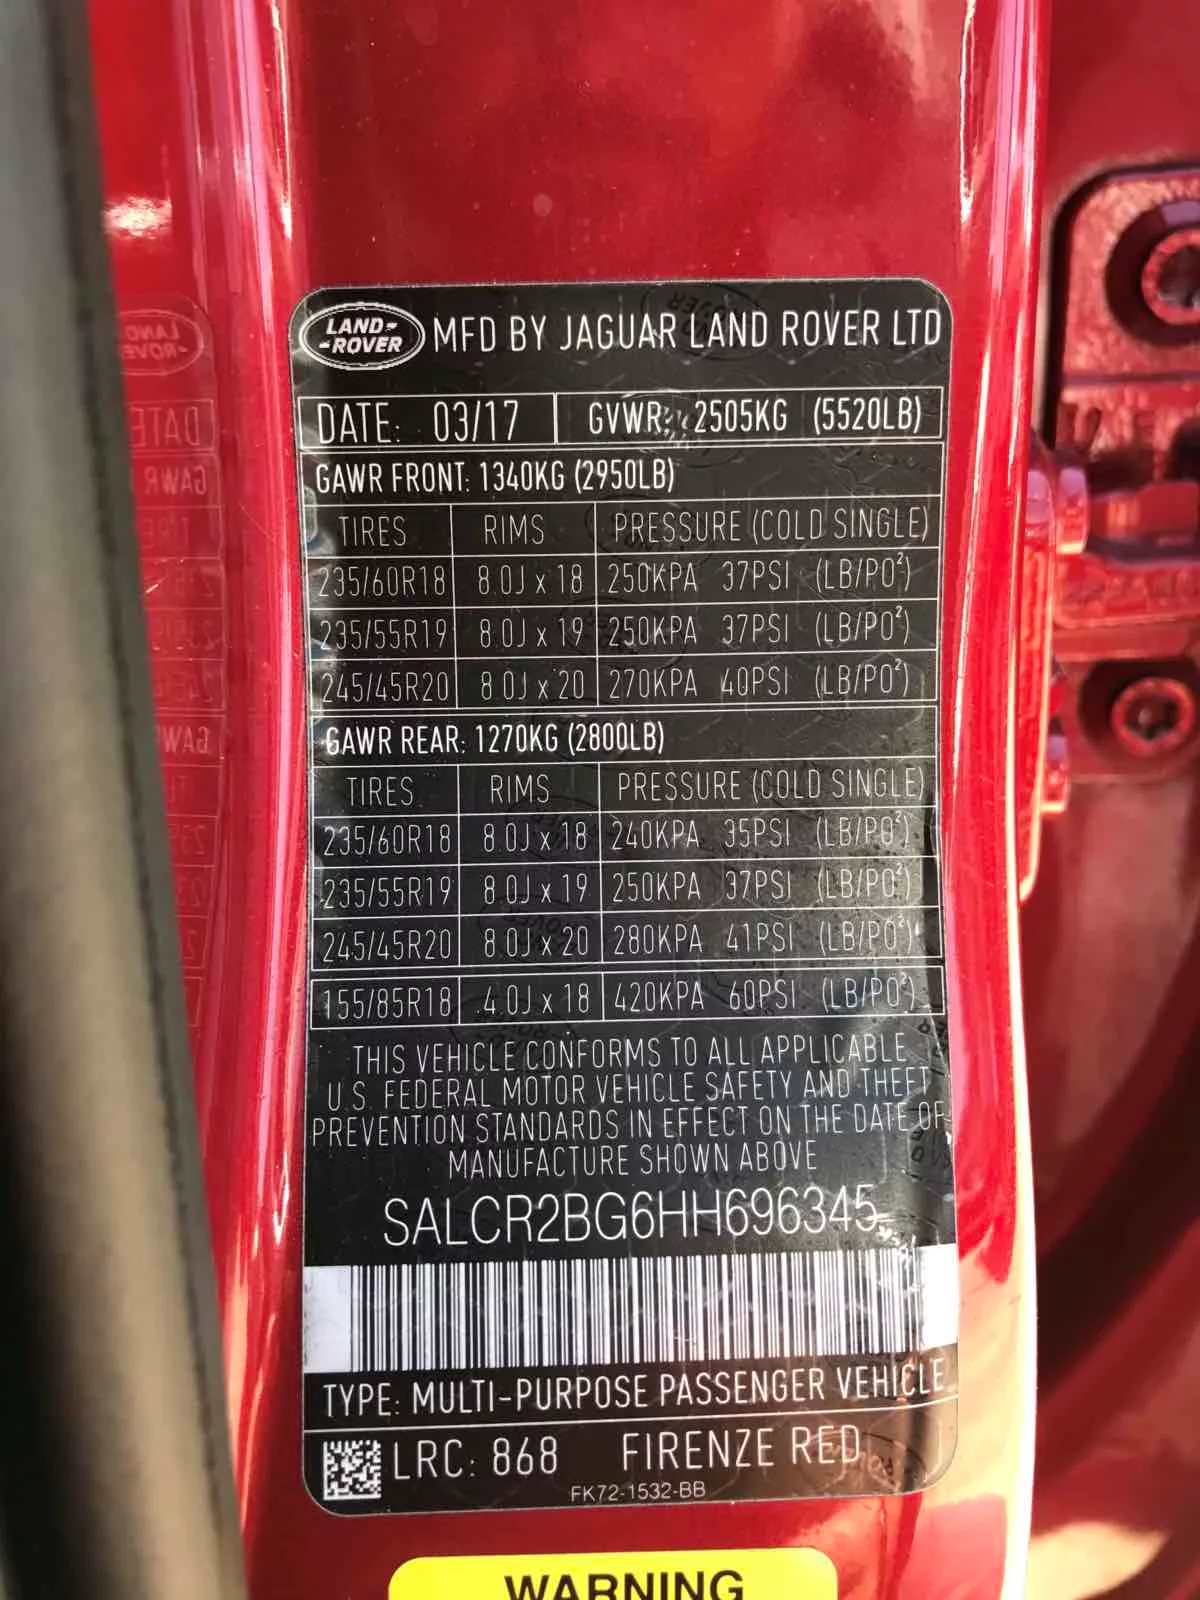 LAND-
-ROVER
MFD BY JAGUAR LAND ROVER LTD
DATE: 03/17 GVWR: 2505KG (5520LB)
GAWR FRONT: 1340KG (2950LB)
TIRES RIMS PRESSURE (COLD SINGLE)
235/60R18 8.0J x 18 250KPA 37PSI (LB/PO²)
235/55R19 8.0J x 19 250KPA 37PSI (LB/PO²)
245/45R20 8.0J x 20 270KPA 40PSI (LB/PO²)
GAWR REAR: 1270KG (2800LB)
TIRES RIMS PRESSURE (COLD SINGLE)
235/60R18 8.0J x 18 240KPA 35PSI (LB/PO²)
235/55R19 8.0J x 19 250KPA 37PSI (LB/PO²)
245/45R20 8.0J x 20 280KPA 41PSI (LB/PO²)
155/85R18 4.0J x 18 420KPA 60PSI (LB/PO²)
THIS VEHICLE CONFORMS TO ALL APPLICABLE
U.S. FEDERAL MOTOR VEHICLE SAFETY AND THEFT
PREVENTION STANDARDS IN EFFECT ON THE DATE OF
MANUFACTURE SHOWN ABOVE
SALCR2BG6HH696345
TYPE: MULTI-PURPOSE PASSENGER VEHICLE
LRC: 868 FIRENZE RED
FK72-1532-BB
WARNING